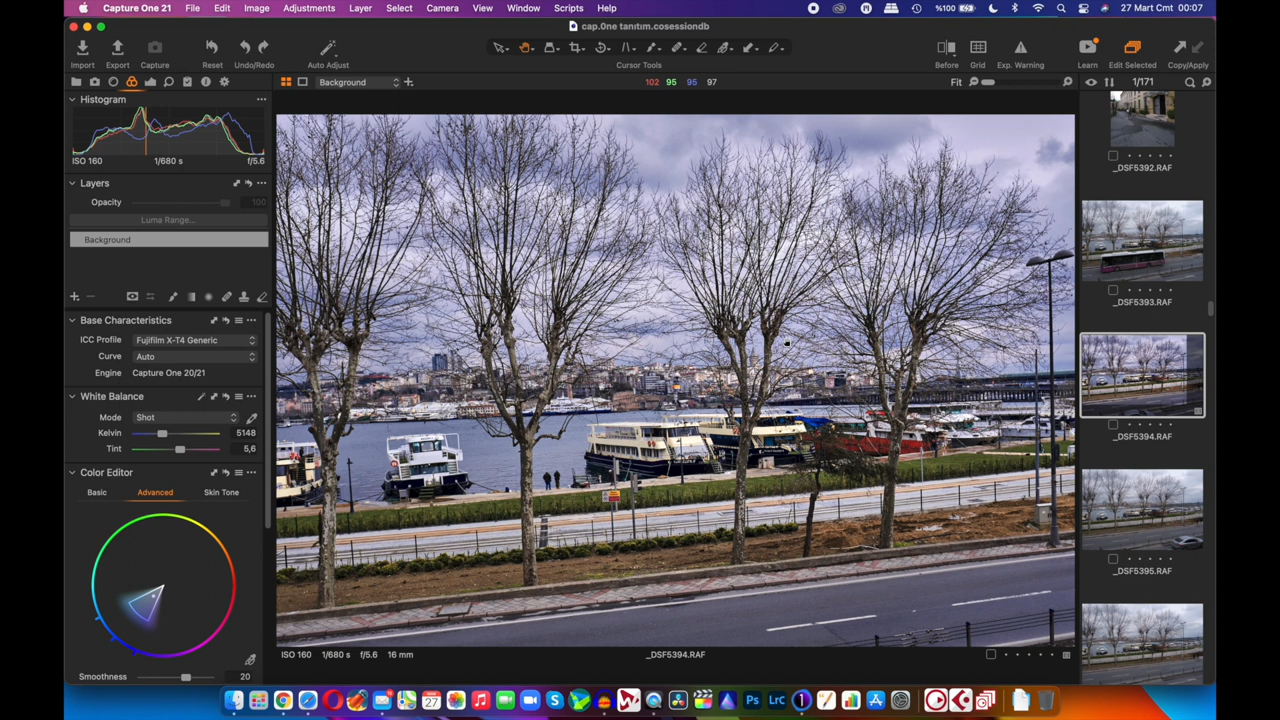 Capture One 21 File Edit Image Adjustments Layer Select Camera View Window Scripts Help
%100 27 Mart Cmt 00:07
cap.0ne tanıtım.cosessiondb
Import Export Capture Reset Undo/Redo Auto Adjust Cursor Tools Before Grid Exp. Warning Learn Edit Selected Copy/Apply
Background
102 95 95 97
Fit
1/171
Histogram
ISO 160 1/680 s f/5.6
Layers
Opacity 100
Luma Range...
Background
Base Characteristics
ICC Profile Fujifilm X-T4 Generic
Curve Auto
Engine Capture One 20/21
White Balance
Mode Shot
Kelvin 5148
Tint 5,6
Color Editor
Basic Advanced Skin Tone
Smoothness 20
ISO 160 1/680 s f/5.6 16 mm
_DSF5394.RAF
_DSF5392.RAF
_DSF5393.RAF
_DSF5394.RAF
_DSF5395.RAF
27
Ps LrC